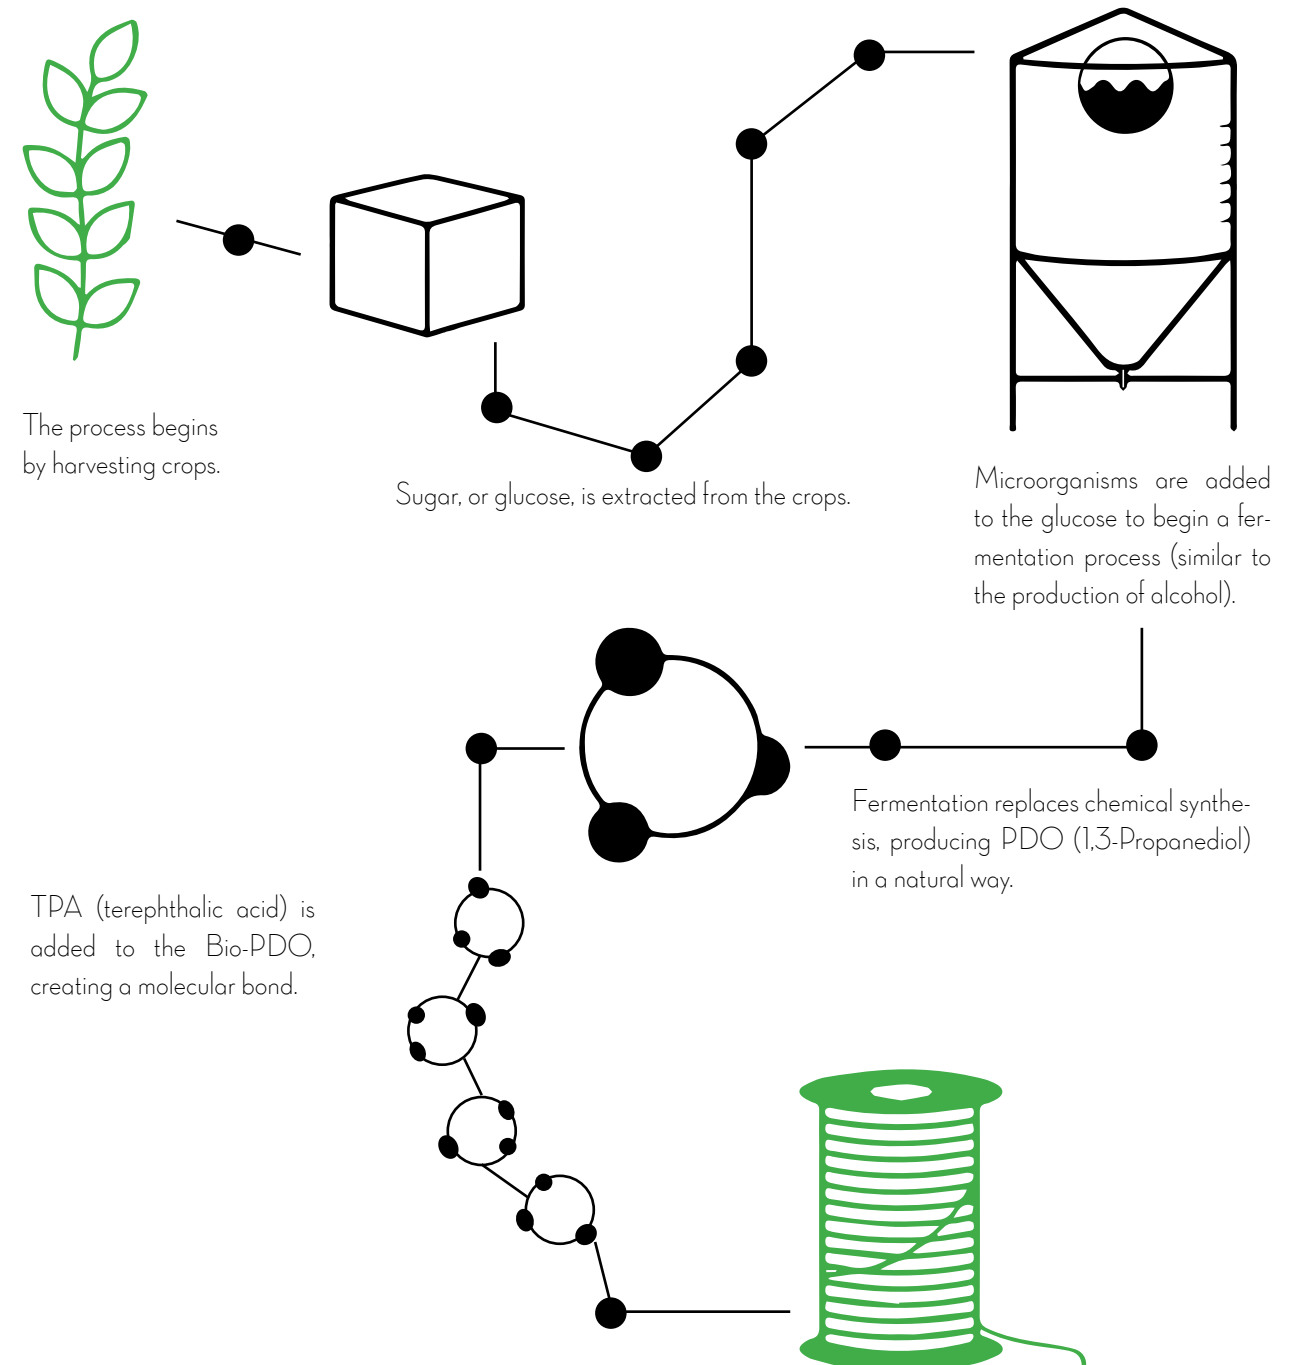 The process begins
by harvesting crops.
Sugar, or glucose, is extracted from the crops.
Microorganisms are added
to the glucose to begin a fer-
mentation process (similar to
the production of alcohol).
Fermentation replaces chemical synthe-
sis, producing PDO (1,3-Propanediol)
in a natural way.
TPA (terephthalic acid) is
added to the Bio-PDO,
creating a molecular bond.